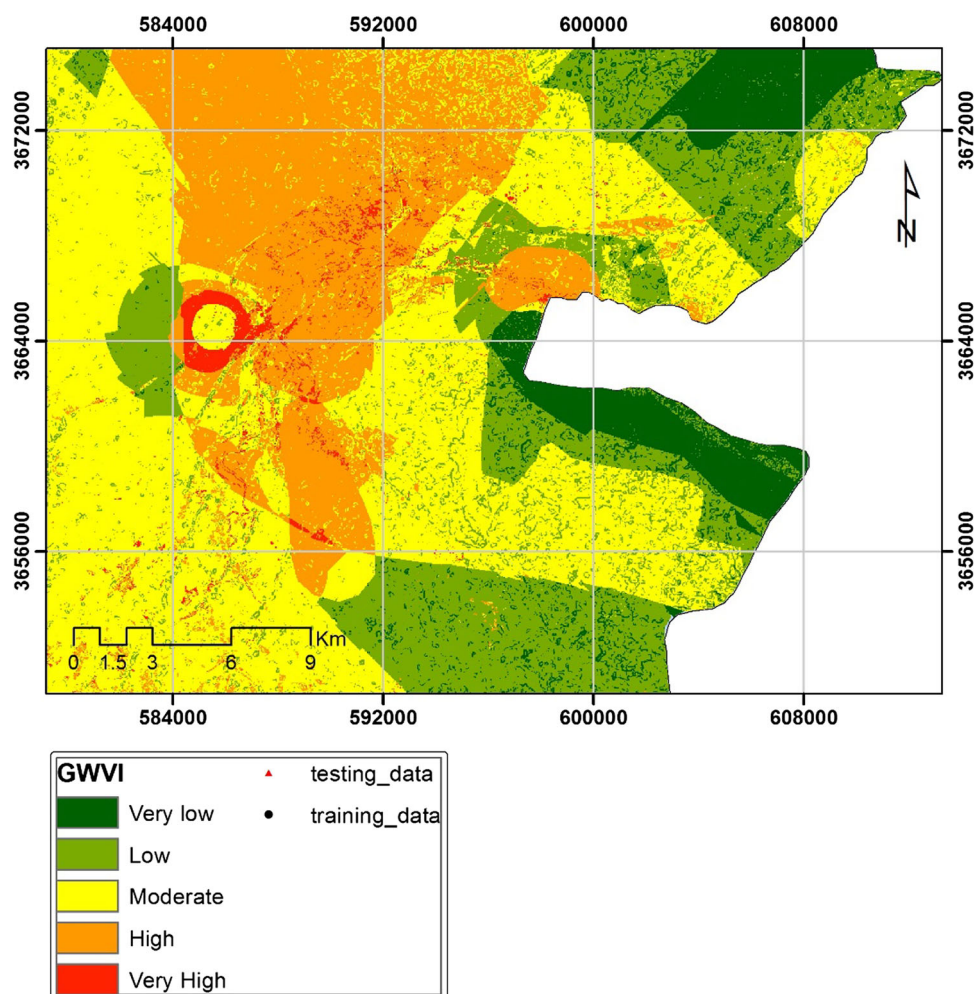 584000 592000 600000 608000
3672000 3672000
N
3664000 3664000
3656000 3656000
Km
0 1.5 3 6 9
584000 592000 600000 608000
GWVI testing_data
Very low training_data
Low
Moderate
High
Very High